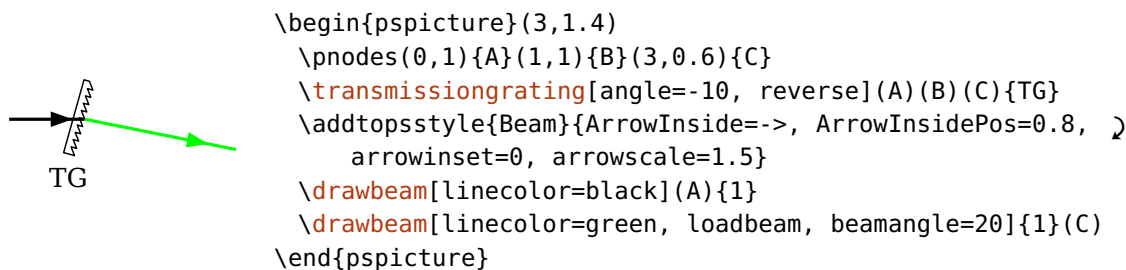 \begin{pspicture}(3,1.4)
\pnodes(0,1){A}(1,1){B}(3,0.6){C}
\transmissiongrating[angle=-10, reverse](A)(B)(C){TG}
\addtopsstyle{Beam}{ArrowInside=->, ArrowInsidePos=0.8,
arrowinset=0, arrowscale=1.5}
\drawbeam[linecolor=black](A){1}
\drawbeam[linecolor=green, loadbeam, beamangle=20]{1}(C)
\end{pspicture}
TG